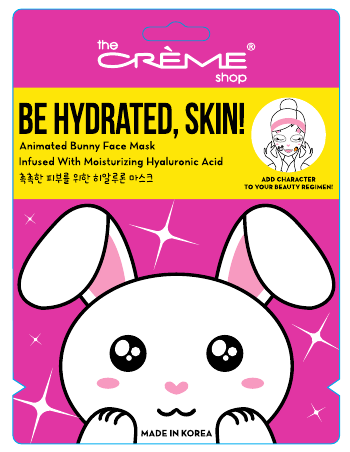 the
CRÈME®
shop
BE HYDRATED, SKIN!
Animated Bunny Face Mask
Infused With Moisturizing Hyaluronic Acid
촉촉한 피부를 위한 히알루론 마스크
ADD CHARACTER
TO YOUR BEAUTY REGIMEN!
MADE IN KOREA